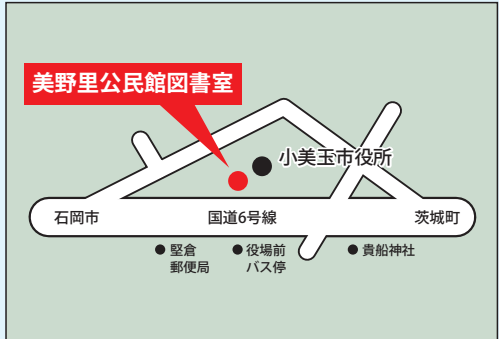 美野里公民館図書室
小美玉市役所
石岡市
国道6号線
茨城町
堅倉
郵便局
役場前
バス停
貴船神社